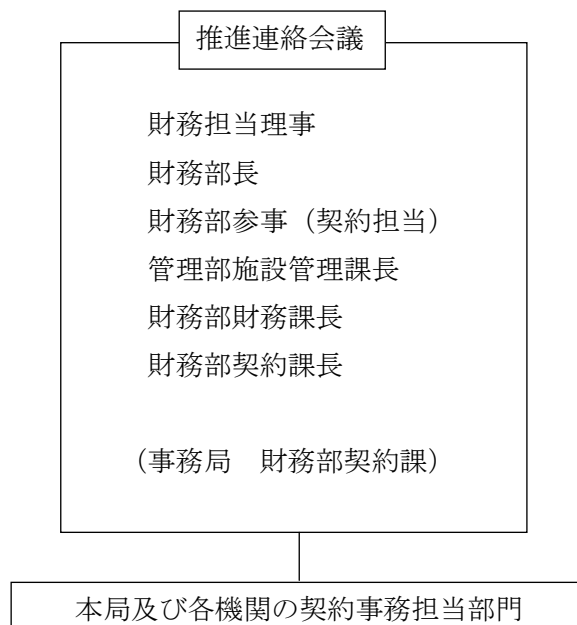 推進連絡会議
財務担当理事
財務部長
財務部参事（契約担当）
管理部施設管理課長
財務部財務課長
財務部契約課長
（事務局　財務部契約課）
本局及び各機関の契約事務担当部門